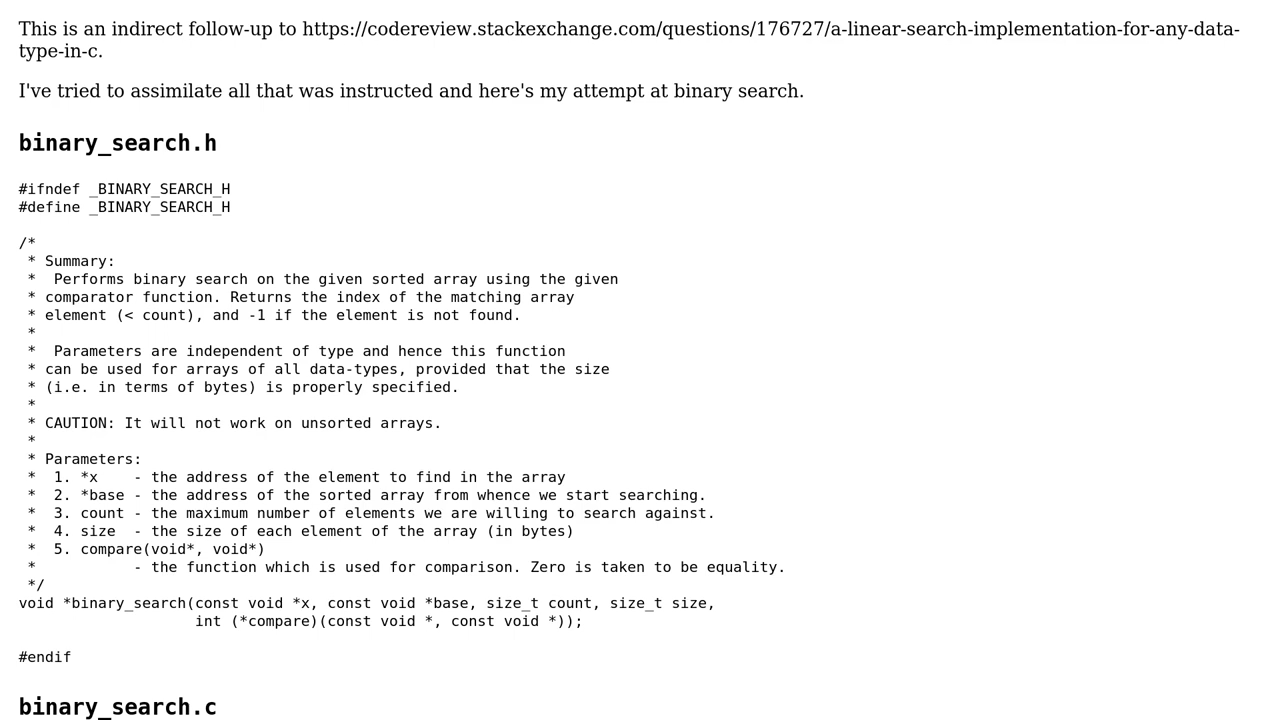 This is an indirect follow-up to https://codereview.stackexchange.com/questions/176727/a-linear-search-implementation-for-any-data-
type-in-c.
I've tried to assimilate all that was instructed and here's my attempt at binary search.
binary_search.h
#ifndef _BINARY_SEARCH_H
#define _BINARY_SEARCH_H
/*
 * Summary:
 *  Performs binary search on the given sorted array using the given
 * comparator function. Returns the index of the matching array
 * element (< count), and -1 if the element is not found.
 *
 *  Parameters are independent of type and hence this function
 * can be used for arrays of all data-types, provided that the size
 * (i.e. in terms of bytes) is properly specified.
 *
 * CAUTION: It will not work on unsorted arrays.
 *
 * Parameters:
 *  1. *x    - the address of the element to find in the array
 *  2. *base - the address of the sorted array from whence we start searching.
 *  3. count - the maximum number of elements we are willing to search against.
 *  4. size  - the size of each element of the array (in bytes)
 *  5. compare(void*, void*)
 *           - the function which is used for comparison. Zero is taken to be equality.
 */
void *binary_search(const void *x, const void *base, size_t count, size_t size,
                    int (*compare)(const void *, const void *));
#endif
binary_search.c